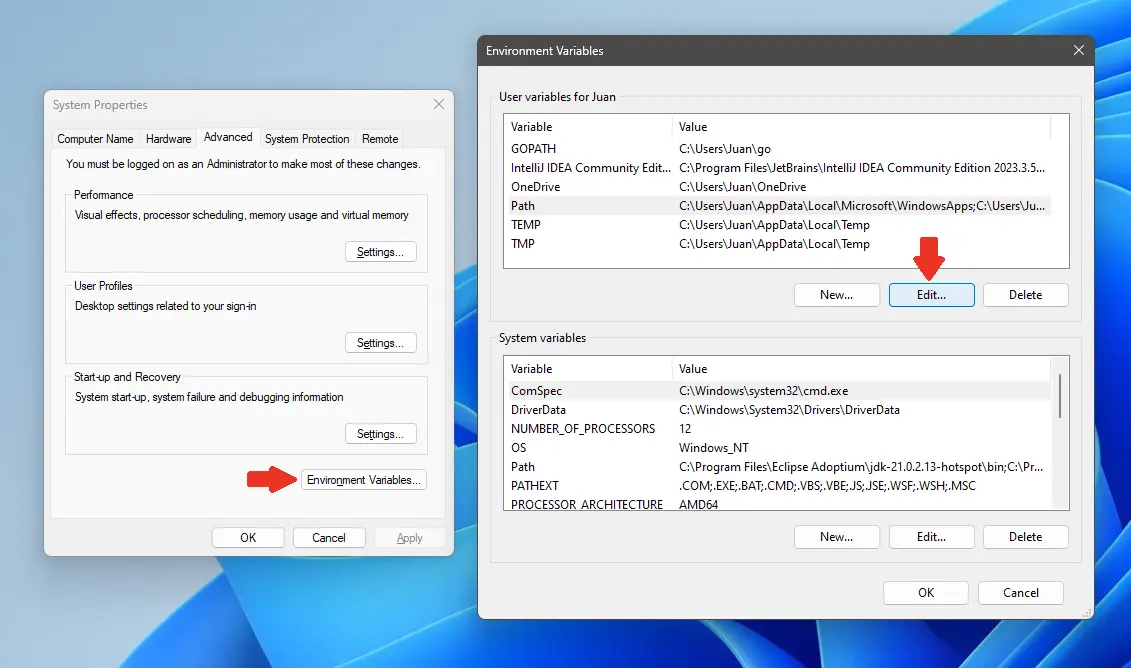 System Properties
Computer Name Hardware Advanced System Protection Remote
You must be logged on as an Administrator to make most of these changes.
Performance
Visual effects, processor scheduling, memory usage and virtual memory
Settings...
User Profiles
Desktop settings related to your sign-in
Settings...
Start-up and Recovery
System start-up, system failure and debugging information
Settings...
Environment Variables...
OK Cancel Apply
Environment Variables
User variables for Juan
Variable Value
GOPATH C:\Users\Juan\go
IntelliJ IDEA Community Edit... C:\Program Files\JetBrains\IntelliJ IDEA Community Edition 2023.3.5...
OneDrive C:\Users\Juan\OneDrive
Path C:\Users\Juan\AppData\Local\Microsoft\WindowsApps;C:\Users\Ju...
TEMP C:\Users\Juan\AppData\Local\Temp
TMP C:\Users\Juan\AppData\Local\Temp
New... Edit... Delete
System variables
Variable Value
ComSpec C:\Windows\system32\cmd.exe
DriverData C:\Windows\System32\Drivers\DriverData
NUMBER_OF_PROCESSORS 12
OS Windows_NT
Path C:\Program Files\Eclipse Adoptium\jdk-21.0.2.13-hotspot\bin;C:\Pr...
PATHEXT .COM;.EXE;.BAT;.CMD;.VBS;.VBE;.JS;.JSE;.WSF;.WSH;.MSC
PROCESSOR_ARCHITECTURE AMD64
New... Edit... Delete
OK Cancel